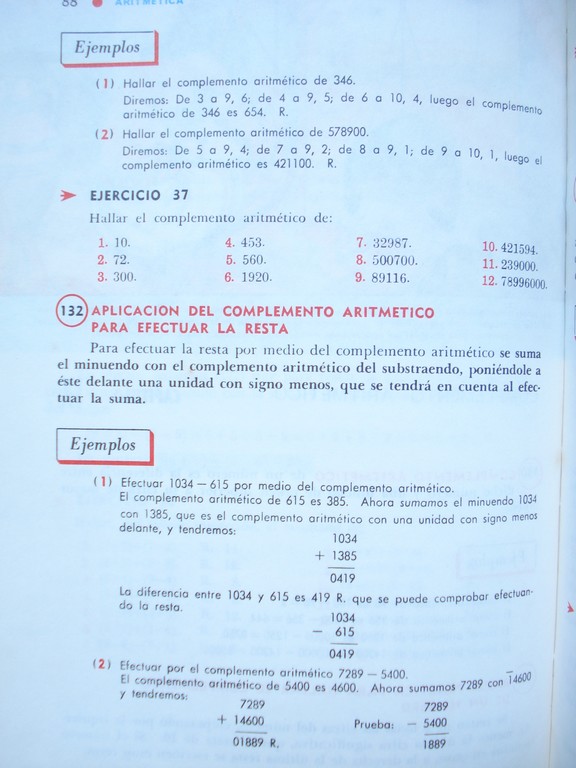 88 ● ARITMETICA
Ejemplos
(1) Hallar el complemento aritmético de 346.
Diremos: De 3 a 9, 6; de 4 a 9, 5; de 6 a 10, 4, luego el complemento
aritmético de 346 es 654. R.
(2) Hallar el complemento aritmético de 578900.
Diremos: De 5 a 9, 4; de 7 a 9, 2; de 8 a 9, 1; de 9 a 10, 1, luego el
complemento aritmético es 421100. R.
➤ EJERCICIO 37
Hallar el complemento aritmético de:
1. 10. 4. 453. 7. 32987. 10. 421594.
2. 72. 5. 560. 8. 500700. 11. 239000.
3. 300. 6. 1920. 9. 89116. 12. 78996000.
132 APLICACION DEL COMPLEMENTO ARITMETICO
PARA EFECTUAR LA RESTA
Para efectuar la resta por medio del complemento aritmético se suma
el minuendo con el complemento aritmético del substraendo, poniéndole a
éste delante una unidad con signo menos, que se tendrá en cuenta al efec-
tuar la suma.
Ejemplos
(1) Efectuar 1034 — 615 por medio del complemento aritmético.
El complemento aritmético de 615 es 385. Ahora sumamos el minuendo 1034
con 1385, que es el complemento aritmético con una unidad con signo menos
delante, y tendremos:
1034
+ 1385
0419
La diferencia entre 1034 y 615 es 419 R. que se puede comprobar efectuan-
do la resta.
1034
— 615
0419
(2) Efectuar por el complemento aritmético 7289 — 5400.
El complemento aritmético de 5400 es 4600. Ahora sumamos 7289 con 1̅4600
y tendremos:
7289 7289
+ 14600 Prueba: — 5400
01889 R. 1889